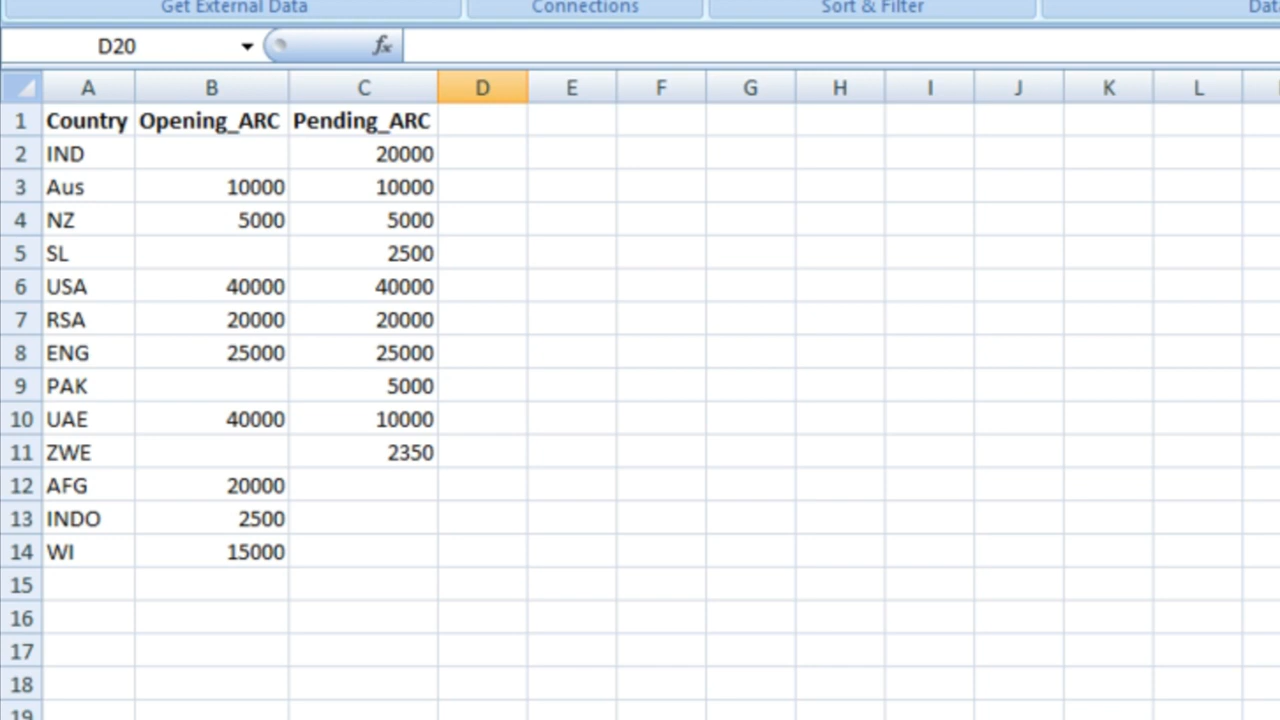 Get External Data Connections Sort & Filter
D20 fx
A B C D E F G H I J K L
1 Country Opening_ARC Pending_ARC
2 IND 20000
3 Aus 10000 10000
4 NZ 5000 5000
5 SL 2500
6 USA 40000 40000
7 RSA 20000 20000
8 ENG 25000 25000
9 PAK 5000
10 UAE 40000 10000
11 ZWE 2350
12 AFG 20000
13 INDO 2500
14 WI 15000
15
16
17
18
19